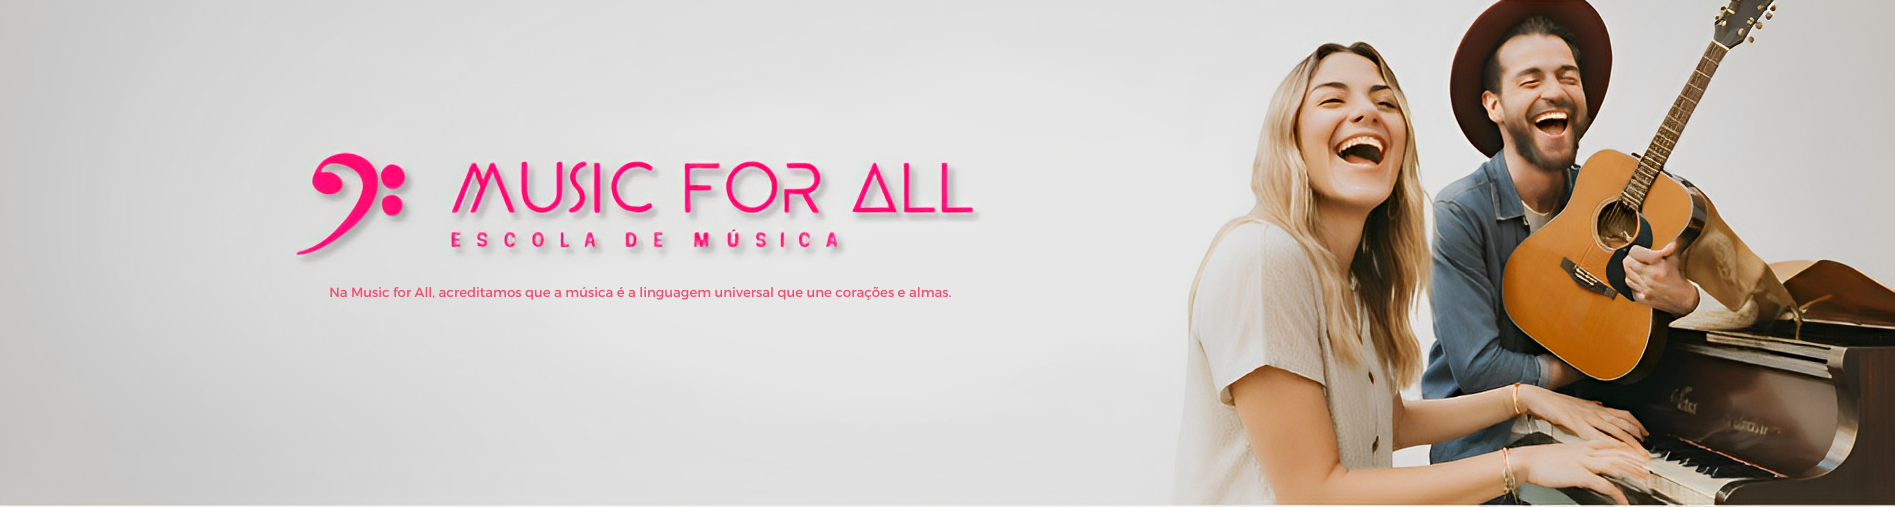 MUSIC FOR ALL
ESCOLA DE MÚSICA
Na Music for All, acreditamos que a música é a linguagem universal que une corações e almas.